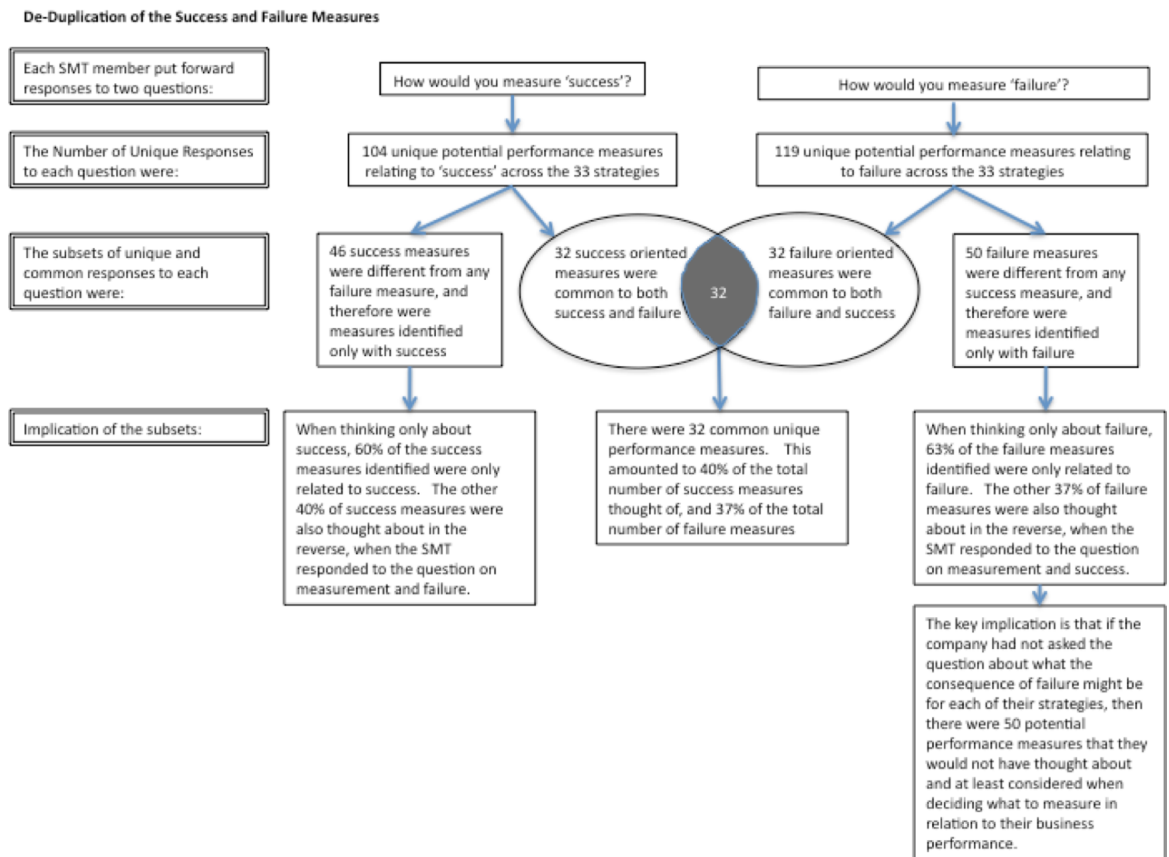 De-Duplication of the Success and Failure Measures
Each SMT member put forward
responses to two questions:
How would you measure 'success'?
How would you measure 'failure'?
The Number of Unique Responses
to each question were:
104 unique potential performance measures
relating to 'success' across the 33 strategies
119 unique potential performance measures relating
to failure across the 33 strategies
The subsets of unique and
common responses to each
question were:
46 success measures
were different from any
failure measure, and
therefore were
measures identified
only with success
32 success oriented
measures were
common to both
success and failure
32
32 failure oriented
measures were
common to both
failure and success
50 failure measures
were different from any
success measure, and
therefore were
measures identified
only with failure
Implication of the subsets:
When thinking only about
success, 60% of the success
measures identified were only
related to success. The other
40% of success measures were
also thought about in the
reverse, when the SMT
responded to the question on
measurement and failure.
There were 32 common unique
performance measures. This
amounted to 40% of the total
number of success measures
thought of, and 37% of the total
number of failure measures
When thinking only about failure,
63% of the failure measures
identified were only related to
failure. The other 37% of failure
measures were also thought
about in the reverse, when the
SMT responded to the question
on measurement and success.
The key implication is that if the
company had not asked the
question about what the
consequence of failure might be
for each of their strategies, then
there were 50 potential
performance measures that they
would not have thought about
and at least considered when
deciding what to measure in
relation to their business
performance.